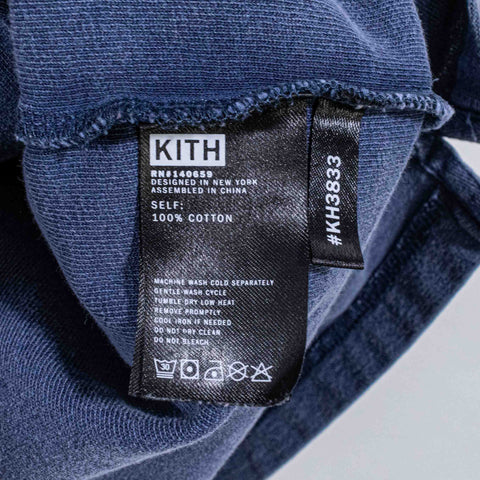 KITH
RN#140659
DESIGNED IN NEW YORK
ASSEMBLED IN CHINA
SELF:
100% COTTON
MACHINE WASH COLD SEPARATELY
GENTLE WASH CYCLE
TUMBLE DRY LOW HEAT
REMOVE PROMPTLY
COOL IRON IF NEEDED
DO NOT DRY CLEAN
DO NOT BLEACH
30
#KH3833